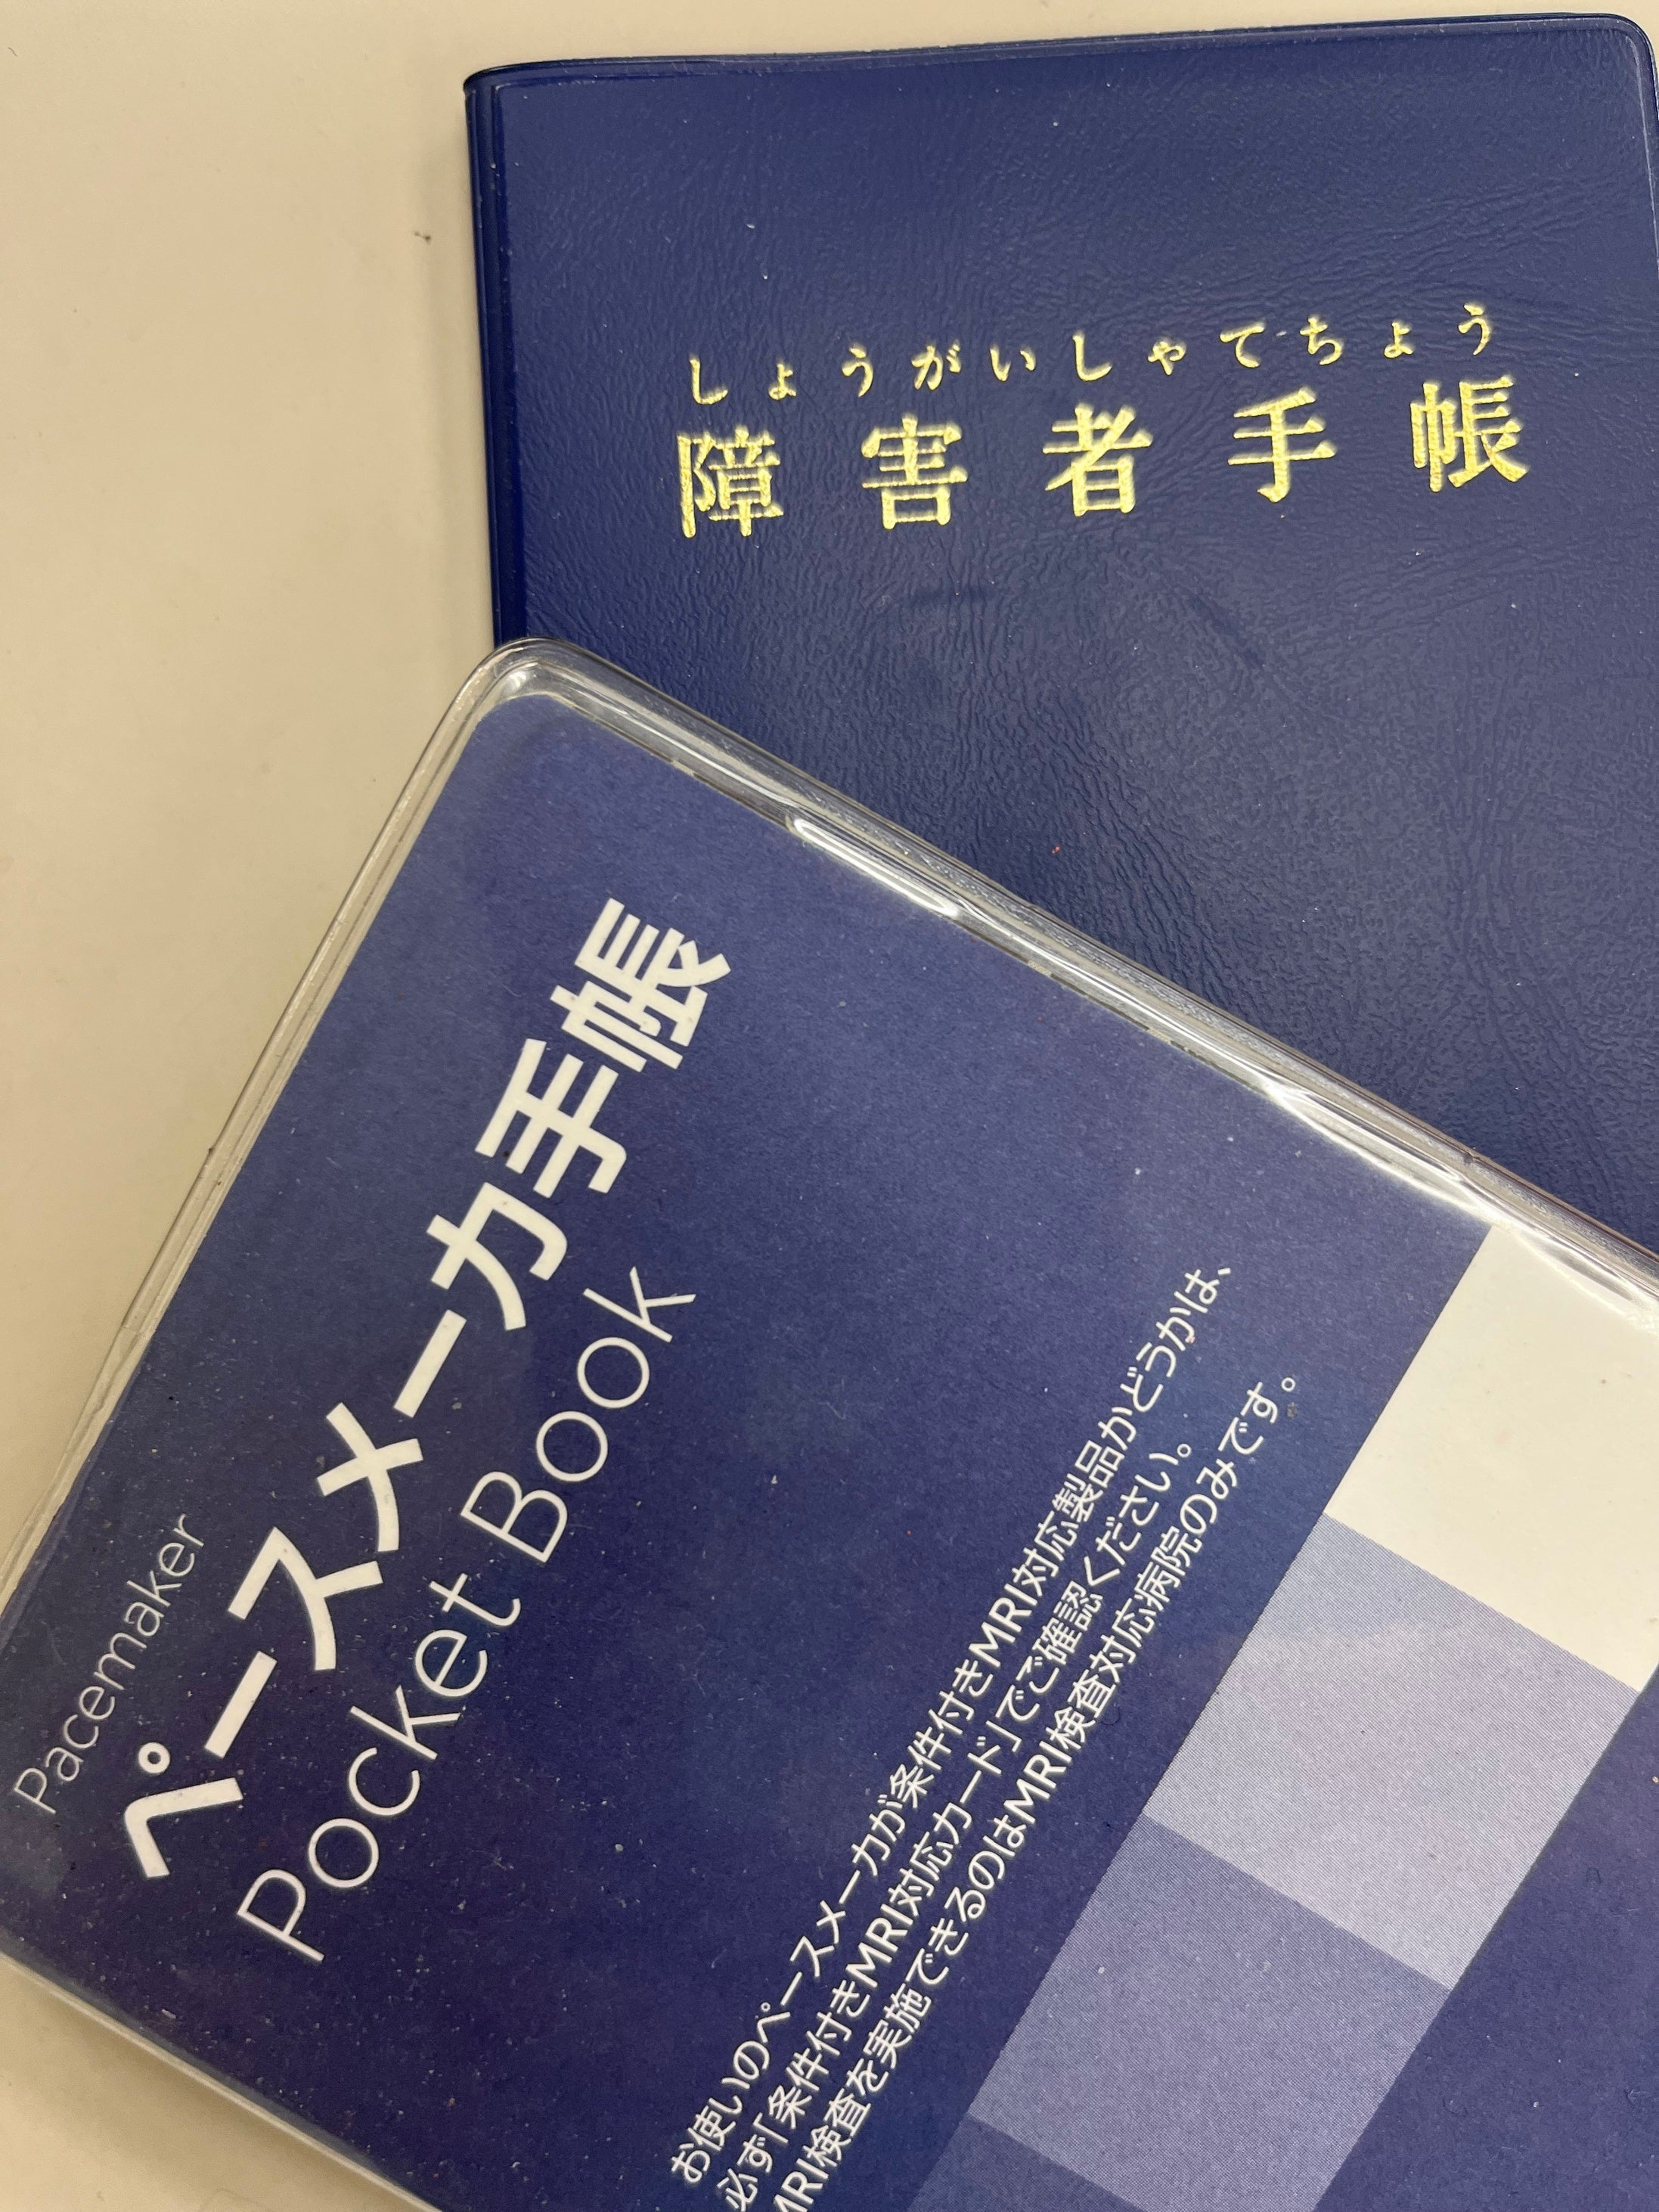 しょうがいしゃてちょう
障害者手帳
Pacemaker
ペースメーカ手帳
Pocket Book
お使いのペースメーカが条件付きMRI対応製品かどうかは、
必ず「条件付きMRI対応カード」でご確認ください。
MRI検査を実施できるのはMRI検査対応病院のみです。